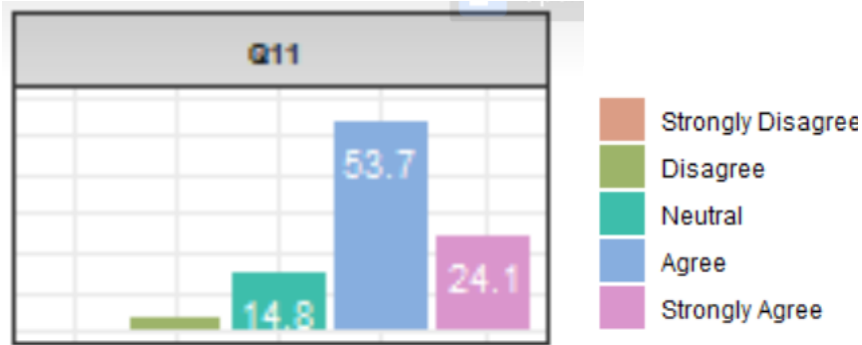 Q11
53.7
24.1
14.8
Strongly Disagree
Disagree
Neutral
Agree
Strongly Agree